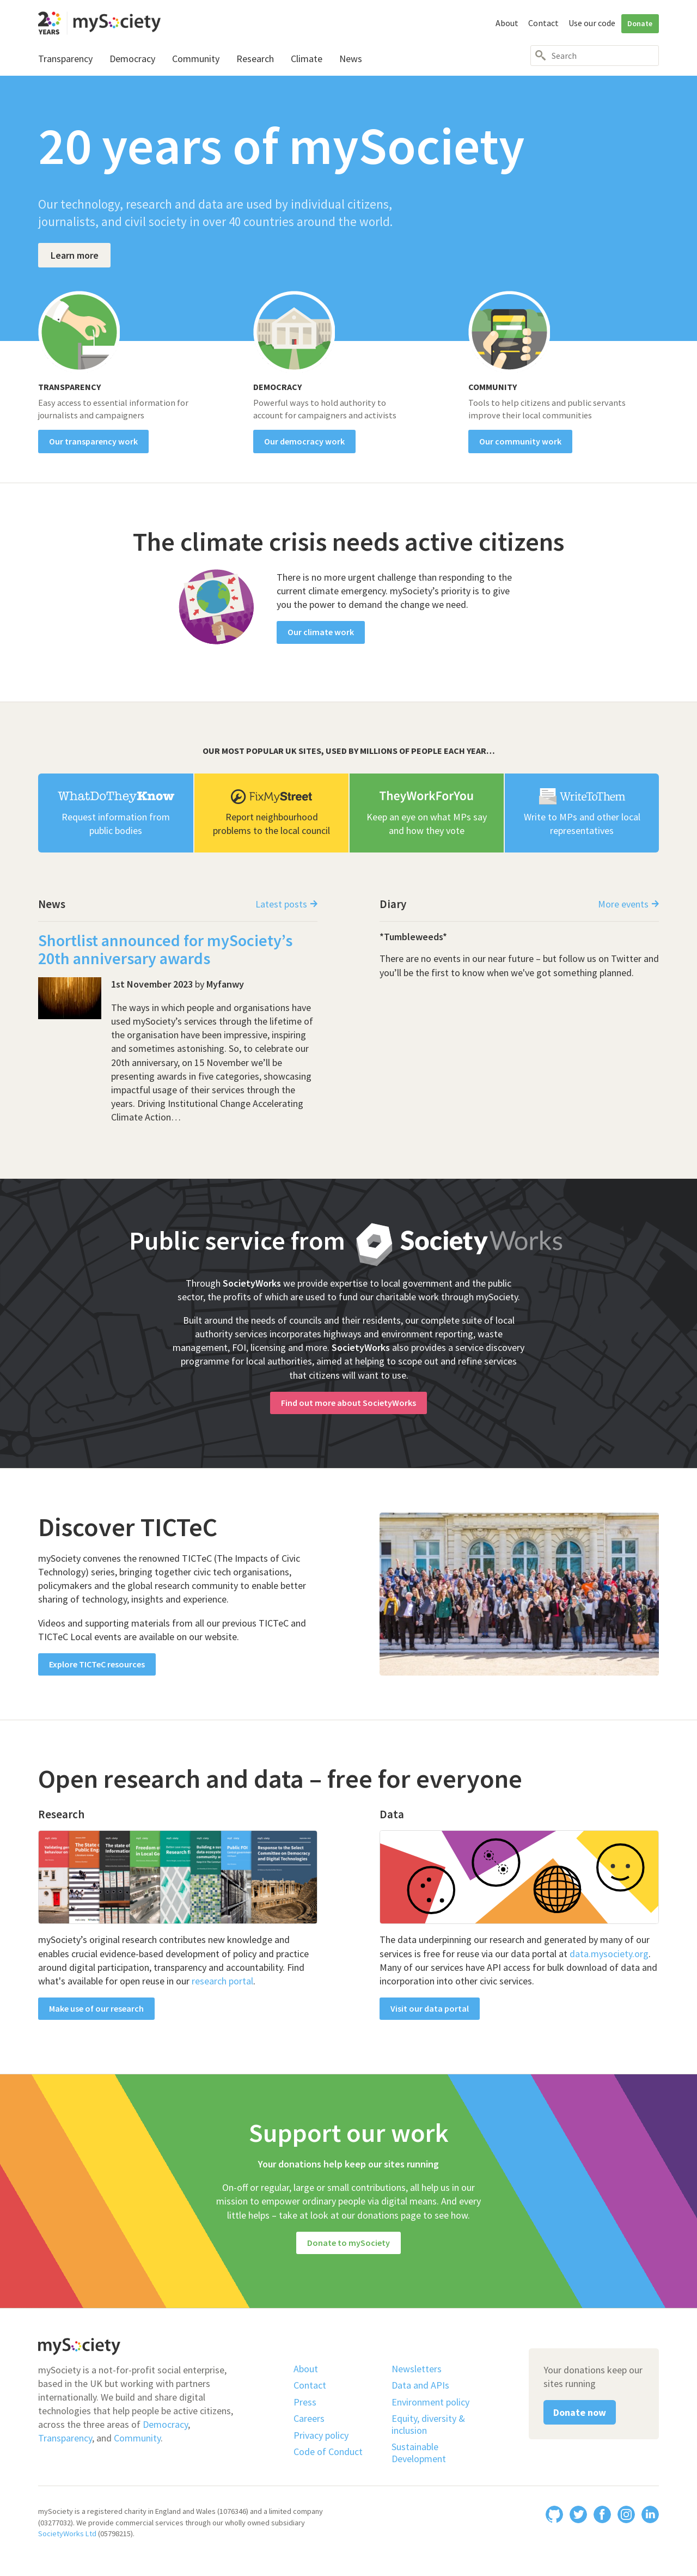 20 YEARS
mySociety
About Contact Use our code Donate
Transparency Democracy Community Research Climate News
Search
20 years of mySociety
Our technology, research and data are used by individual citizens,
journalists, and civil society in over 40 countries around the world.
Learn more
TRANSPARENCY
Easy access to essential information for
journalists and campaigners
Our transparency work
DEMOCRACY
Powerful ways to hold authority to
account for campaigners and activists
Our democracy work
COMMUNITY
Tools to help citizens and public servants
improve their local communities
Our community work
The climate crisis needs active citizens
There is no more urgent challenge than responding to the
current climate emergency. mySociety’s priority is to give
you the power to demand the change we need.
Our climate work
OUR MOST POPULAR UK SITES, USED BY MILLIONS OF PEOPLE EACH YEAR…
WhatDoTheyKnow
Request information from
public bodies
FixMyStreet
Report neighbourhood
problems to the local council
TheyWorkForYou
Keep an eye on what MPs say
and how they vote
WriteToThem
Write to MPs and other local
representatives
News
Latest posts
Shortlist announced for mySociety’s
20th anniversary awards
1st November 2023 by Myfanwy
The ways in which people and organisations have
used mySociety’s services through the lifetime of
the organisation have been impressive, inspiring
and sometimes astonishing. So, to celebrate our
20th anniversary, on 15 November we’ll be
presenting awards in five categories, showcasing
impactful usage of their services through the
years. Driving Institutional Change Accelerating
Climate Action…
Diary
More events
*Tumbleweeds*
There are no events in our near future – but follow us on Twitter and
you’ll be the first to know when we've got something planned.
Public service from SocietyWorks
Through SocietyWorks we provide expertise to local government and the public
sector, the profits of which are used to fund our charitable work through mySociety.
Built around the needs of councils and their residents, our complete suite of local
authority services incorporates highways and environment reporting, waste
management, FOI, licensing and more. SocietyWorks also provides a service discovery
programme for local authorities, aimed at helping to scope out and refine services
that citizens will want to use.
Find out more about SocietyWorks
Discover TICTeC
mySociety convenes the renowned TICTeC (The Impacts of Civic
Technology) series, bringing together civic tech organisations,
policymakers and the global research community to enable better
sharing of technology, insights and experience.
Videos and supporting materials from all our previous TICTeC and
TICTeC Local events are available on our website.
Explore TICTeC resources
Open research and data – free for everyone
Research
Response to the Select
Committee on Democracy
and Digital Technologies
mySociety’s original research contributes new knowledge and
enables crucial evidence-based development of policy and practice
around digital participation, transparency and accountability. Find
what's available for open reuse in our research portal.
Make use of our research
Data
The data underpinning our research and generated by many of our
services is free for reuse via our data portal at data.mysociety.org.
Many of our services have API access for bulk download of data and
incorporation into other civic services.
Visit our data portal
Support our work
Your donations help keep our sites running
On-off or regular, large or small contributions, all help us in our
mission to empower ordinary people via digital means. And every
little helps – take at look at our donations page to see how.
Donate to mySociety
mySociety
mySociety is a not-for-profit social enterprise,
based in the UK but working with partners
internationally. We build and share digital
technologies that help people be active citizens,
across the three areas of Democracy,
Transparency, and Community.
About
Contact
Press
Careers
Privacy policy
Code of Conduct
Newsletters
Data and APIs
Environment policy
Equity, diversity &
inclusion
Sustainable
Development
Your donations keep our
sites running
Donate now
mySociety is a registered charity in England and Wales (1076346) and a limited company
(03277032). We provide commercial services through our wholly owned subsidiary
SocietyWorks Ltd (05798215).